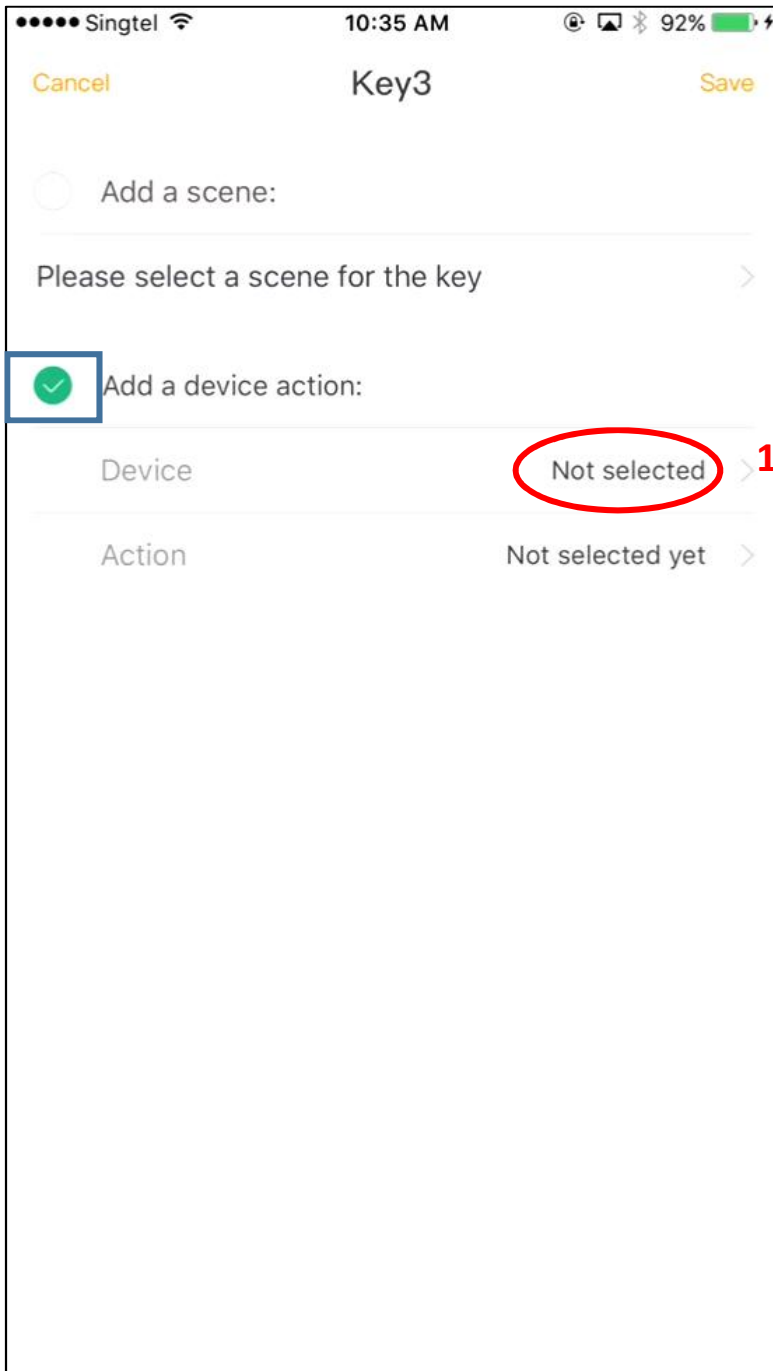 Singtel 10:35 AM 92%
Cancel Key3 Save
Add a scene:
Please select a scene for the key
Add a device action:
Device Not selected 1
Action Not selected yet